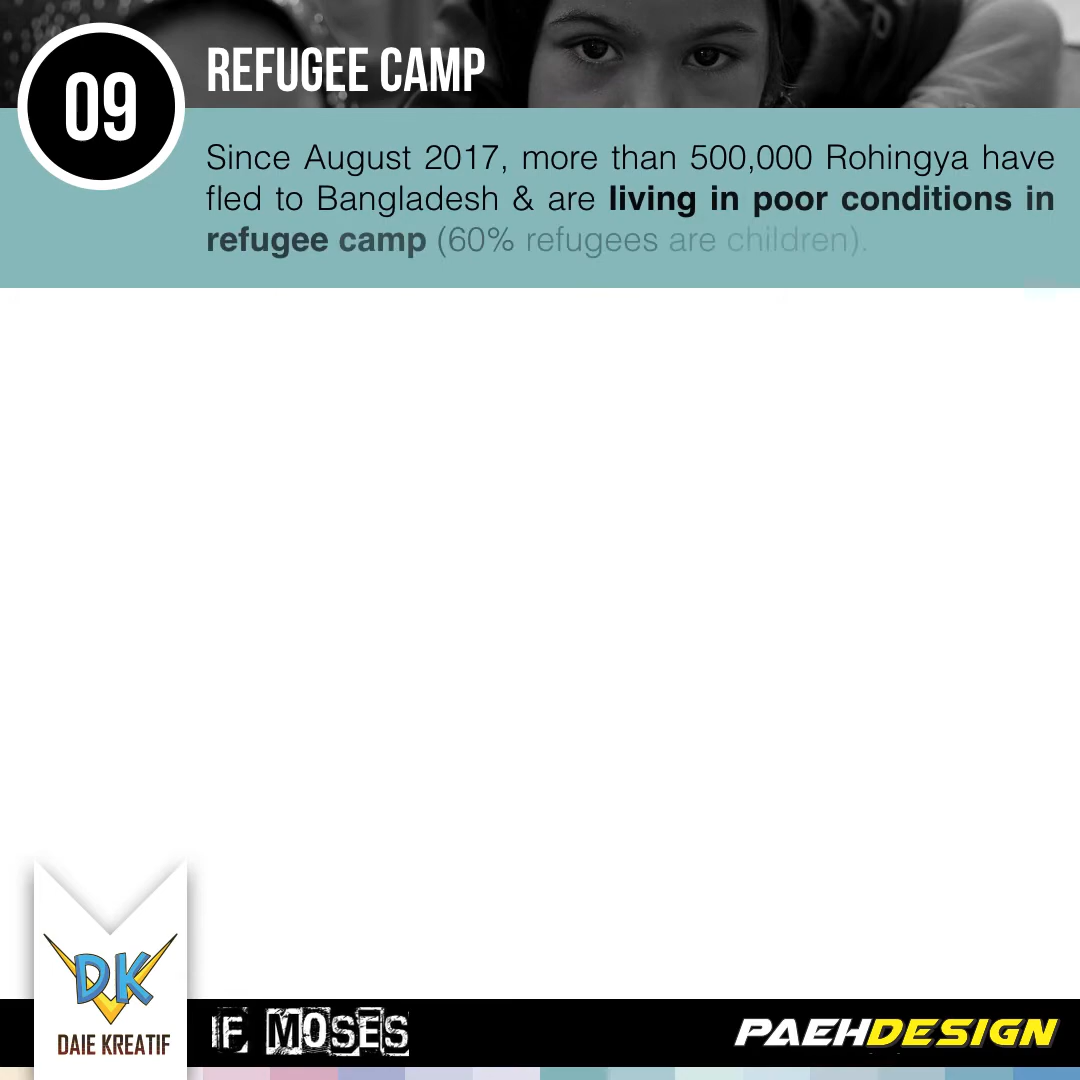 09
REFUGEE CAMP
Since August 2017, more than 500,000 Rohingya have
fled to Bangladesh & are living in poor conditions in
refugee camp (60% refugees are children).
DK
DAIE KREATIF
IF MOSES
PAEHDESIGN